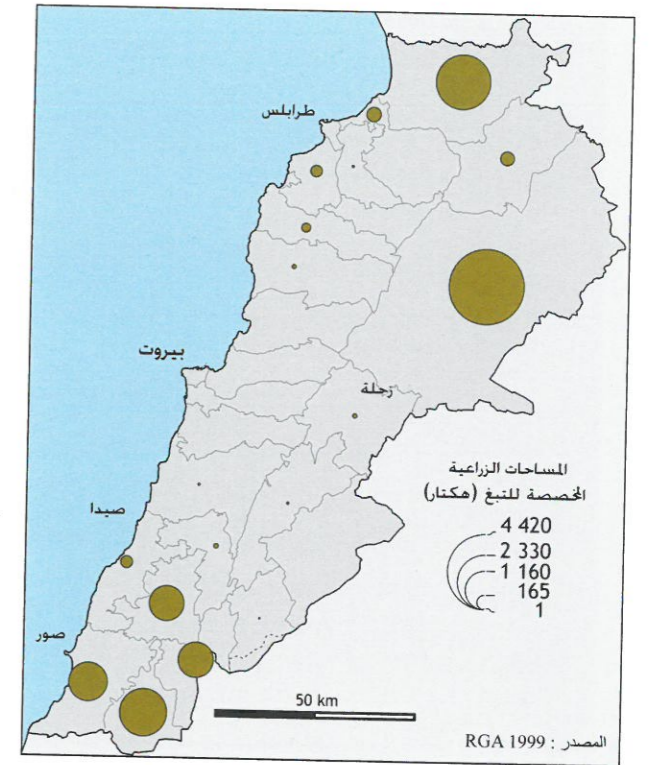 طرابلس
بيروت
زحلة
صيدا
صور
المساحات الزراعية
المخصصة للتبغ (هكتار)
4 420
2 330
1 160
165
1
50 km
المصدر : RGA 1999